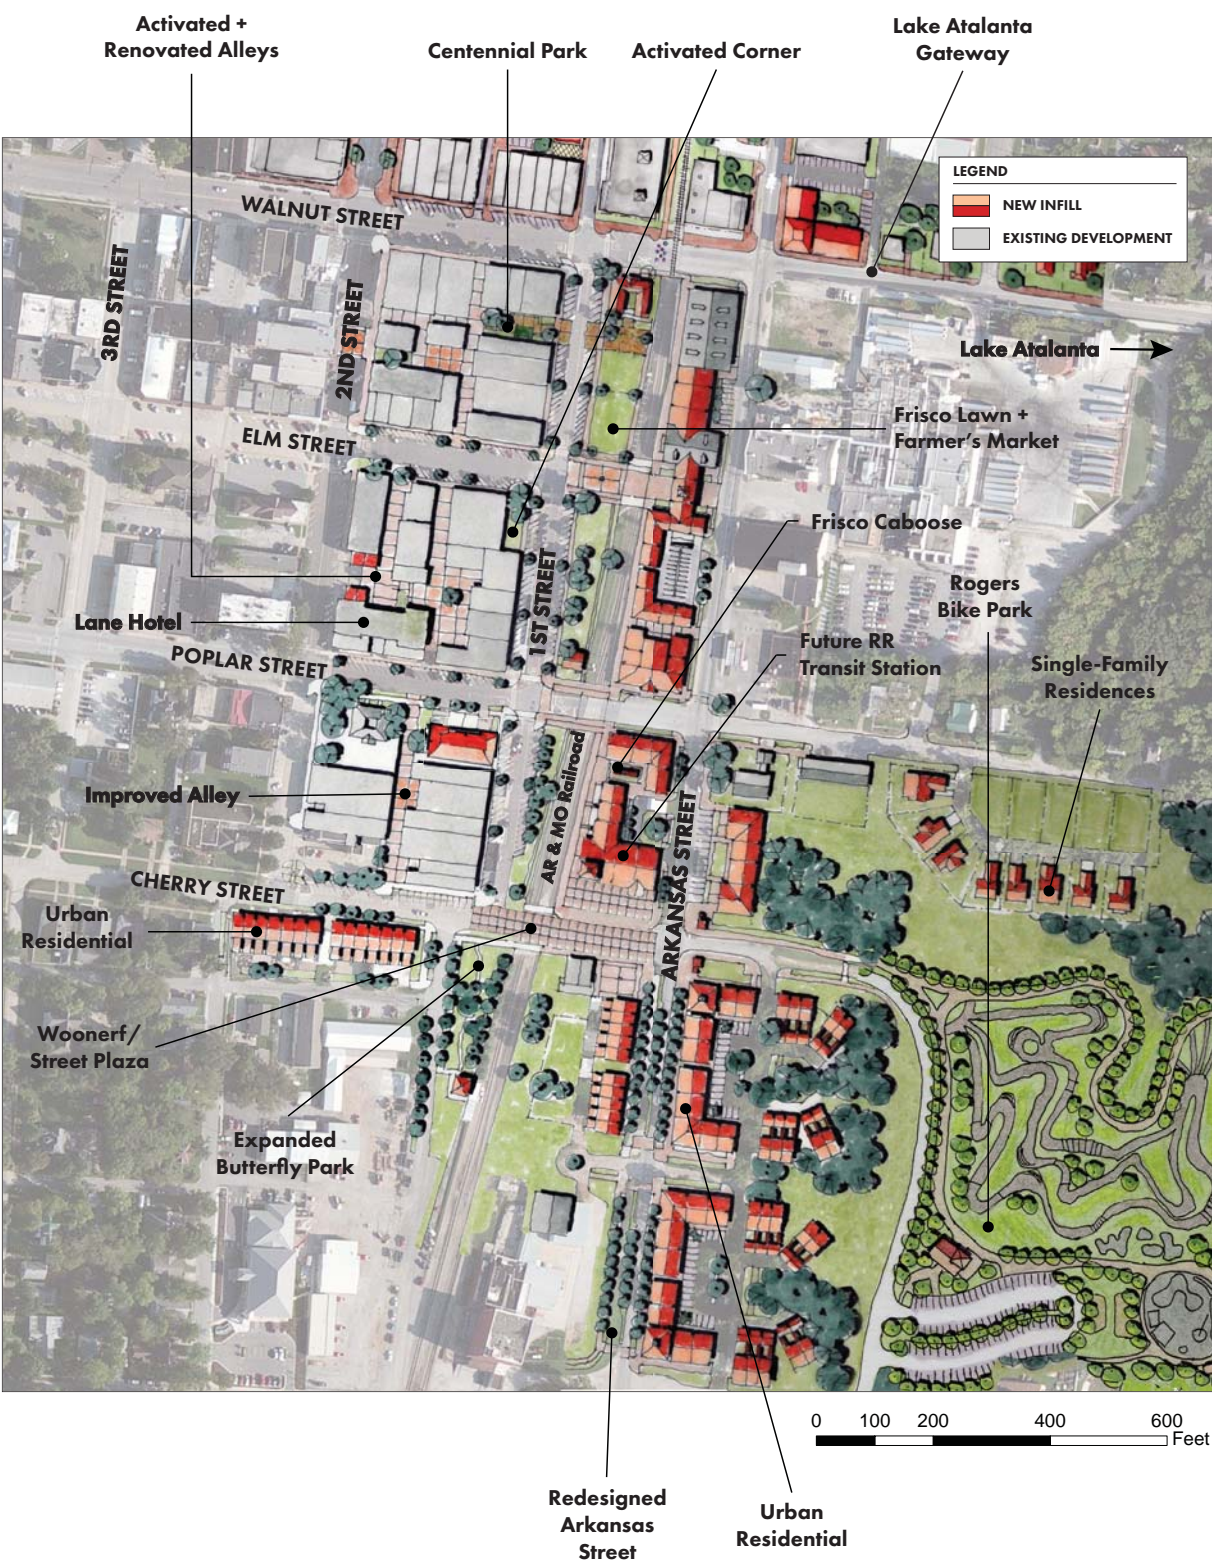 Activated +
Renovated Alleys
Centennial Park
Activated Corner
Lake Atalanta
Gateway
LEGEND
NEW INFILL
EXISTING DEVELOPMENT
WALNUT STREET
3RD STREET
2ND STREET
Lake Atalanta
Frisco Lawn +
Farmer's Market
ELM STREET
Frisco Caboose
1ST STREET
Rogers
Bike Park
Lane Hotel
POPLAR STREET
Future RR
Transit Station
Single-Family
Residences
AR & MO Railroad
Improved Alley
ARKANSAS STREET
CHERRY STREET
Urban
Residential
Woonerf/
Street Plaza
Expanded
Butterfly Park
0 100 200 400 600
Feet
Redesigned
Arkansas
Street
Urban
Residential